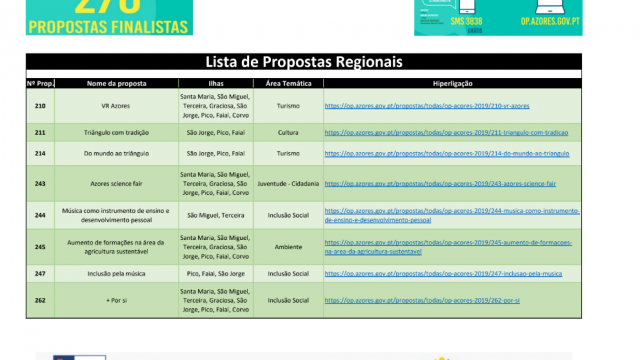 PROPOSTAS FINALISTAS
SMS 3838
OP.AZORES.GOV.PT
Lista de Propostas Regionais
Nº Prop. Nome da proposta Ilhas Área Temática Hiperligação
210 VR Azores Santa Maria, São Miguel, Terceira, Graciosa, São Jorge, Pico, Faial, Corvo Turismo https://op.azores.gov.pt/propostas/todas/op-acores-2019/210-vr-azores
211 Triângulo com tradição São Jorge, Pico, Faial Cultura https://op.azores.gov.pt/propostas/todas/op-acores-2019/211-triangulo-com-tradicao
214 Do mundo ao triângulo São Jorge, Pico, Faial Turismo https://op.azores.gov.pt/propostas/todas/op-acores-2019/214-do-mundo-ao-triangulo
243 Azores science fair Santa Maria, São Miguel, Terceira, Graciosa, São Jorge, Pico, Faial, Corvo Juventude - Cidadania https://op.azores.gov.pt/propostas/todas/op-acores-2019/243-azores-science-fair
244 Música como instrumento de ensino e desenvolvimento pessoal São Miguel, Terceira Inclusão Social https://op.azores.gov.pt/propostas/todas/op-acores-2019/244-musica-como-instrumento-de-ensino-e-desenvolvimento-pessoal
245 Aumento de formações na área da agricultura sustentável Santa Maria, São Miguel, Terceira, Graciosa, São Jorge, Pico, Faial, Corvo Ambiente https://op.azores.gov.pt/propostas/todas/op-acores-2019/245-aumento-de-formacoes-na-area-da-agricultura-sustentavel
247 Inclusão pela música Pico, Faial, São Jorge Inclusão Social https://op.azores.gov.pt/propostas/todas/op-acores-2019/247-inclusao-pela-musica
262 + Por si Santa Maria, São Miguel, Terceira, Graciosa, São Jorge, Pico, Faial, Corvo Inclusão Social https://op.azores.gov.pt/propostas/todas/op-acores-2019/262-por-si